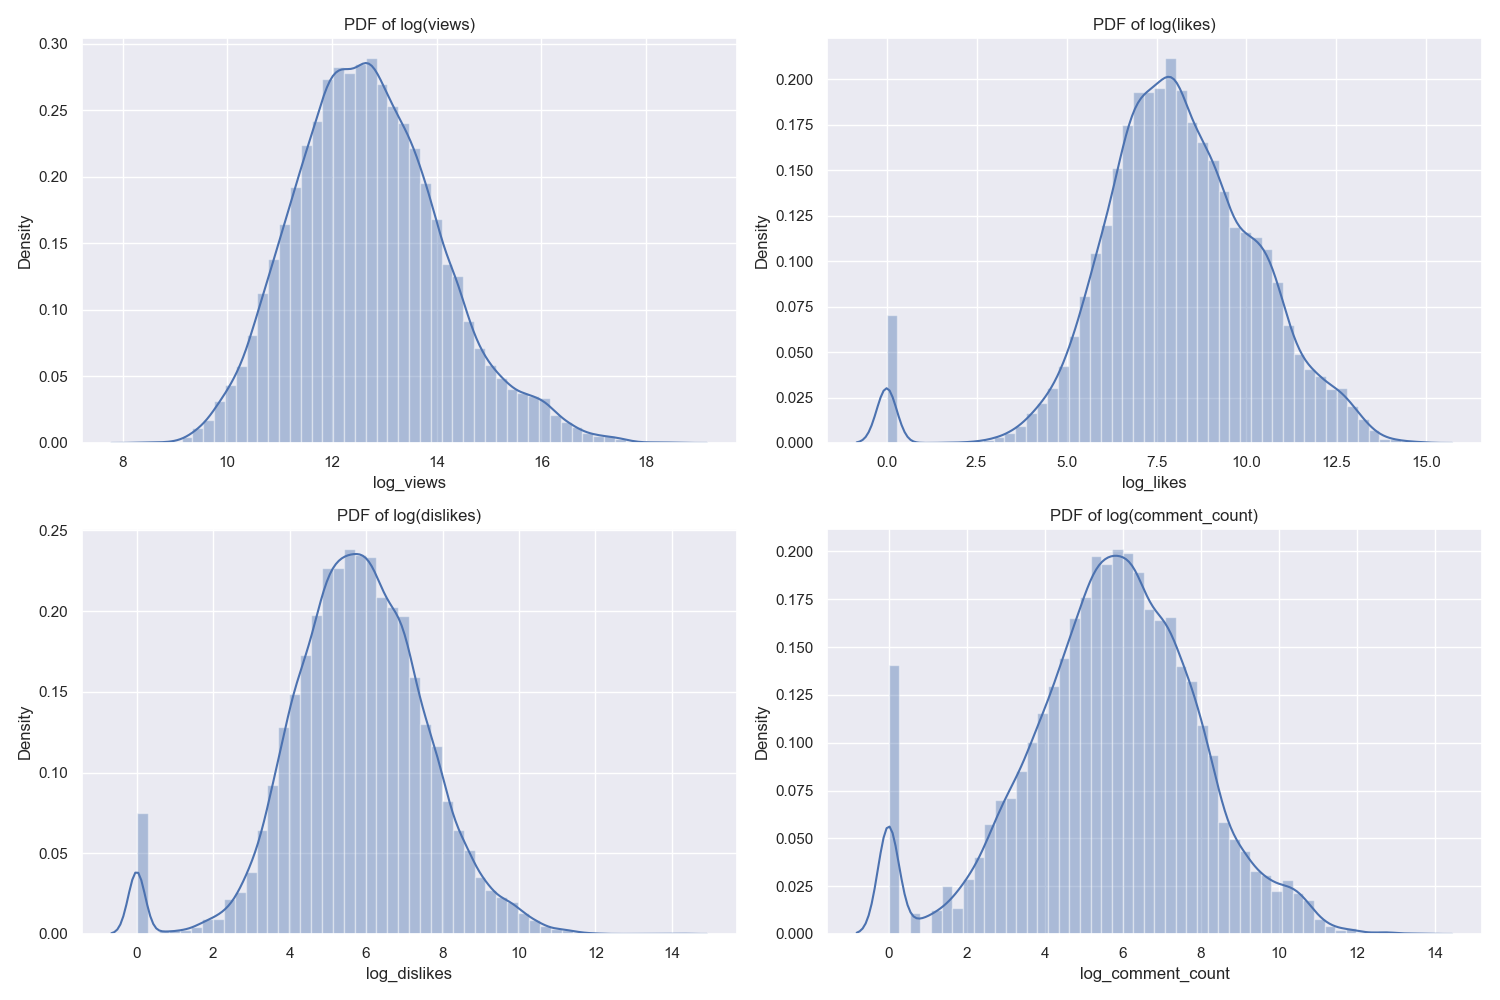 PDF of log(views)
0.30
0.25
0.20
0.15
0.10
0.05
0.00
Density
8 10 12 14 16 18
log_views
PDF of log(likes)
0.200
0.175
0.150
0.125
0.100
0.075
0.050
0.025
0.000
Density
0.0 2.5 5.0 7.5 10.0 12.5 15.0
log_likes
PDF of log(dislikes)
0.25
0.20
0.15
0.10
0.05
0.00
Density
0 2 4 6 8 10 12 14
log_dislikes
PDF of log(comment_count)
0.200
0.175
0.150
0.125
0.100
0.075
0.050
0.025
0.000
Density
0 2 4 6 8 10 12 14
log_comment_count